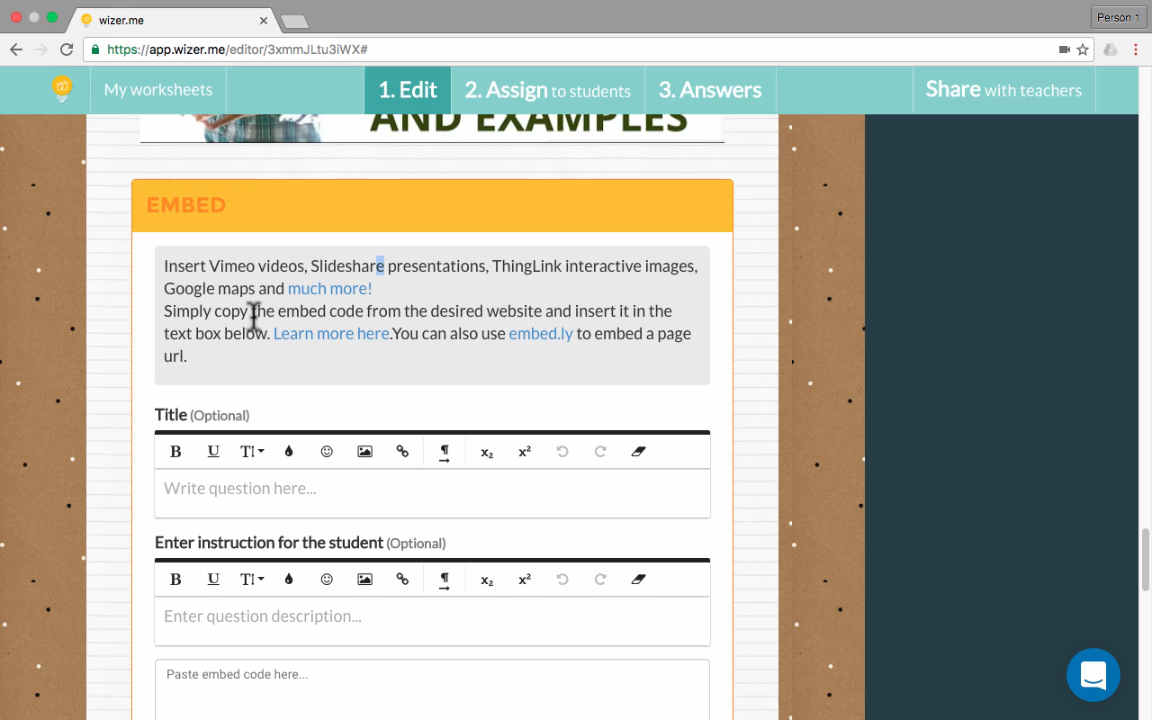 wizer.me
Person 1
https://app.wizer.me/editor/3xmmJLtu3iWX#
My worksheets
1. Edit
2. Assign to students
3. Answers
Share with teachers
AND EXAMPLES
EMBED
Insert Vimeo videos, Slideshare presentations, ThingLink interactive images,
Google maps and much more!
Simply copy the embed code from the desired website and insert it in the
text box below. Learn more here.You can also use embed.ly to embed a page
url.
Title (Optional)
B U T x₂ x²
Write question here...
Enter instruction for the student (Optional)
B U T x₂ x²
Enter question description...
Paste embed code here...